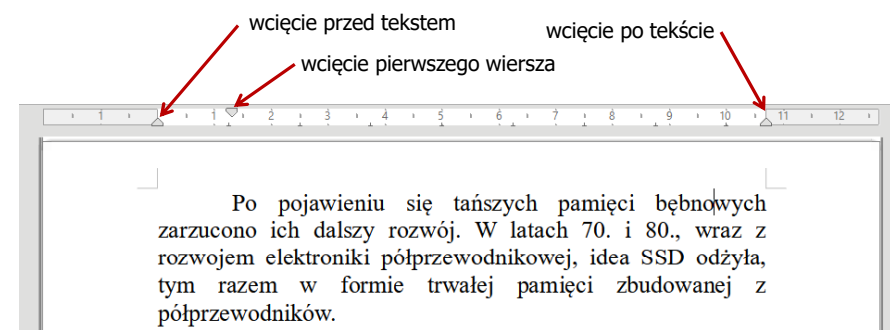 wcięcie przed tekstem
wcięcie po tekście
wcięcie pierwszego wiersza
1 1 2 3 4 5 6 7 8 9 10 11 12
Po pojawieniu się tańszych pamięci bębnowych
zarzucono ich dalszy rozwój. W latach 70. i 80., wraz z
rozwojem elektroniki półprzewodnikowej, idea SSD odżyła,
tym razem w formie trwałej pamięci zbudowanej z
półprzewodników.